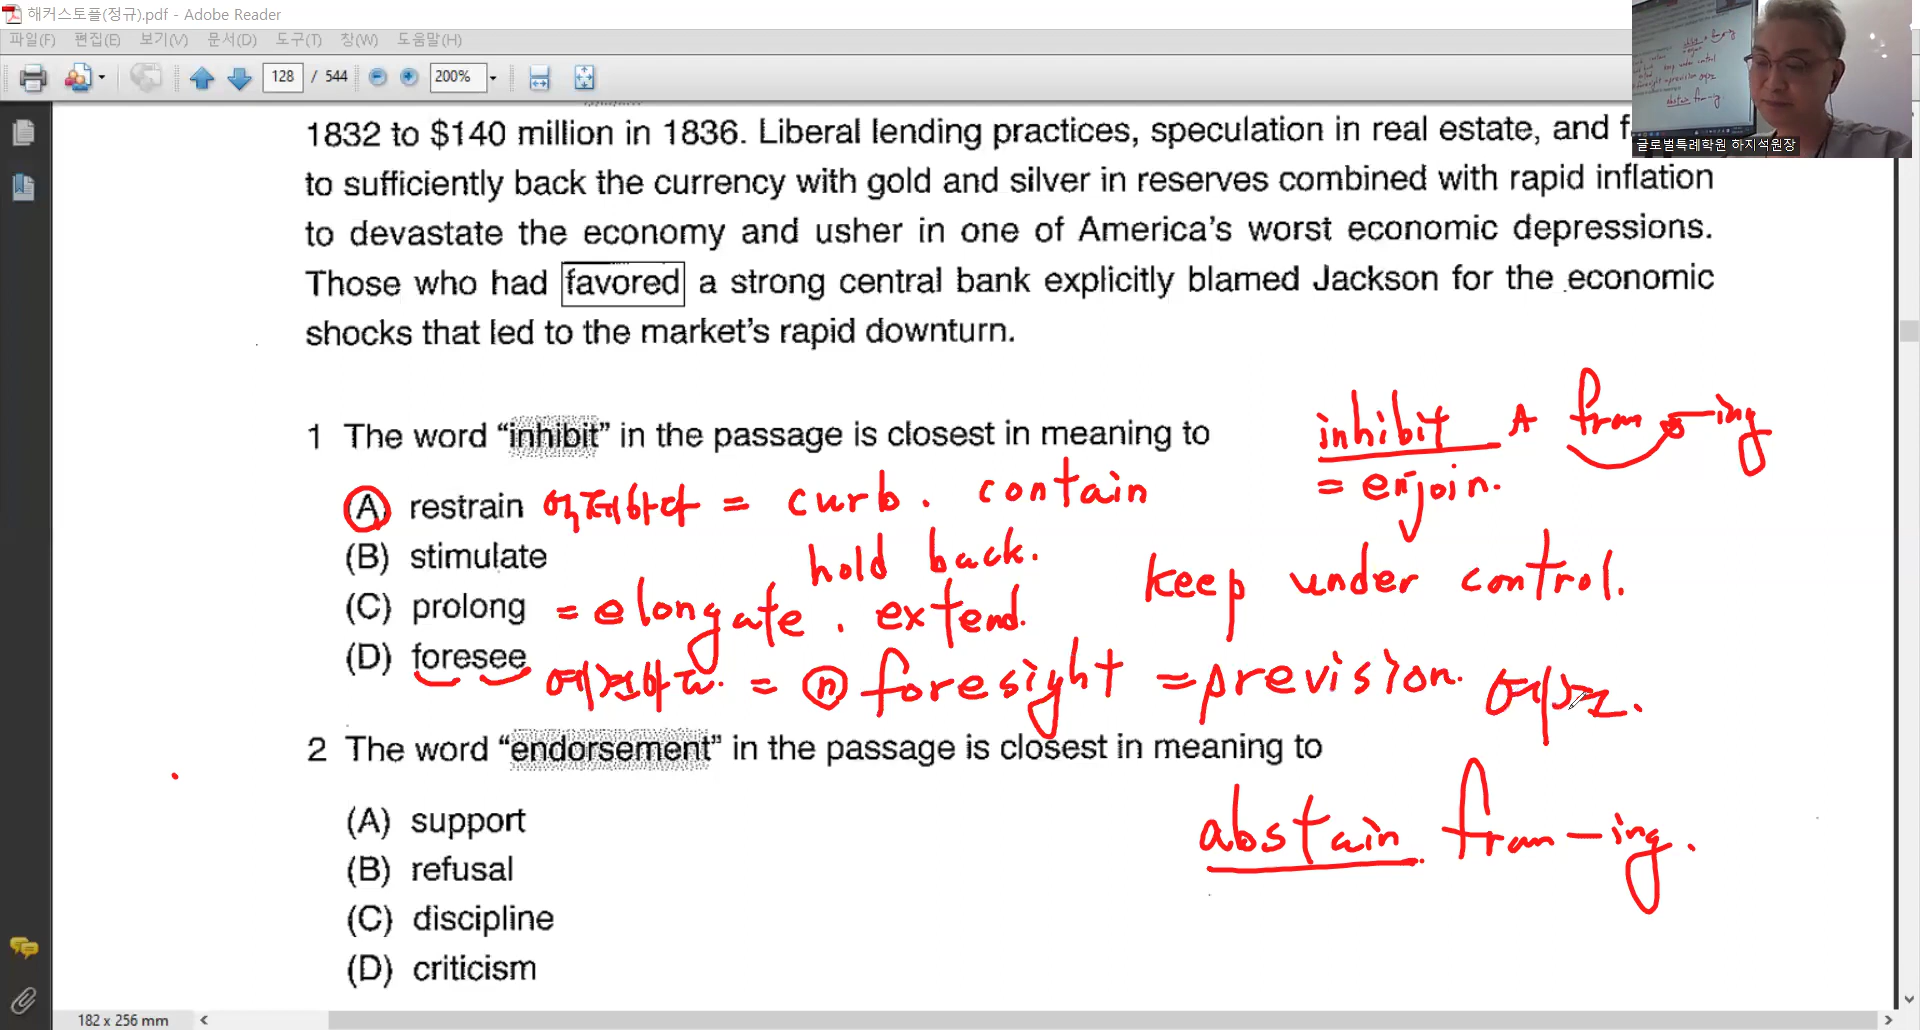 해커스토플(정규).pdf - Adobe Reader
파일(F) 편집(E) 보기(V) 문서(D) 도구(T) 창(W) 도움말(H)
128 / 544 200%
글로벌특례학원 하지석원장
1832 to $140 million in 1836. Liberal lending practices, speculation in real estate, and f
to sufficiently back the currency with gold and silver in reserves combined with rapid inflation
to devastate the economy and usher in one of America's worst economic depressions.
Those who had favored a strong central bank explicitly blamed Jackson for the economic
shocks that led to the market's rapid downturn.
inhibit A from -ing
= enjoin.
1 The word "inhibit" in the passage is closest in meaning to
(A) restrain 억제하다 = curb. contain
hold back. keep under control.
(B) stimulate
(C) prolong = elongate. extend.
(D) foresee 예견하다. = ⓝ foresight = prevision. 예지.
2 The word "endorsement" in the passage is closest in meaning to
abstain from -ing.
(A) support
(B) refusal
(C) discipline
(D) criticism
182 x 256 mm